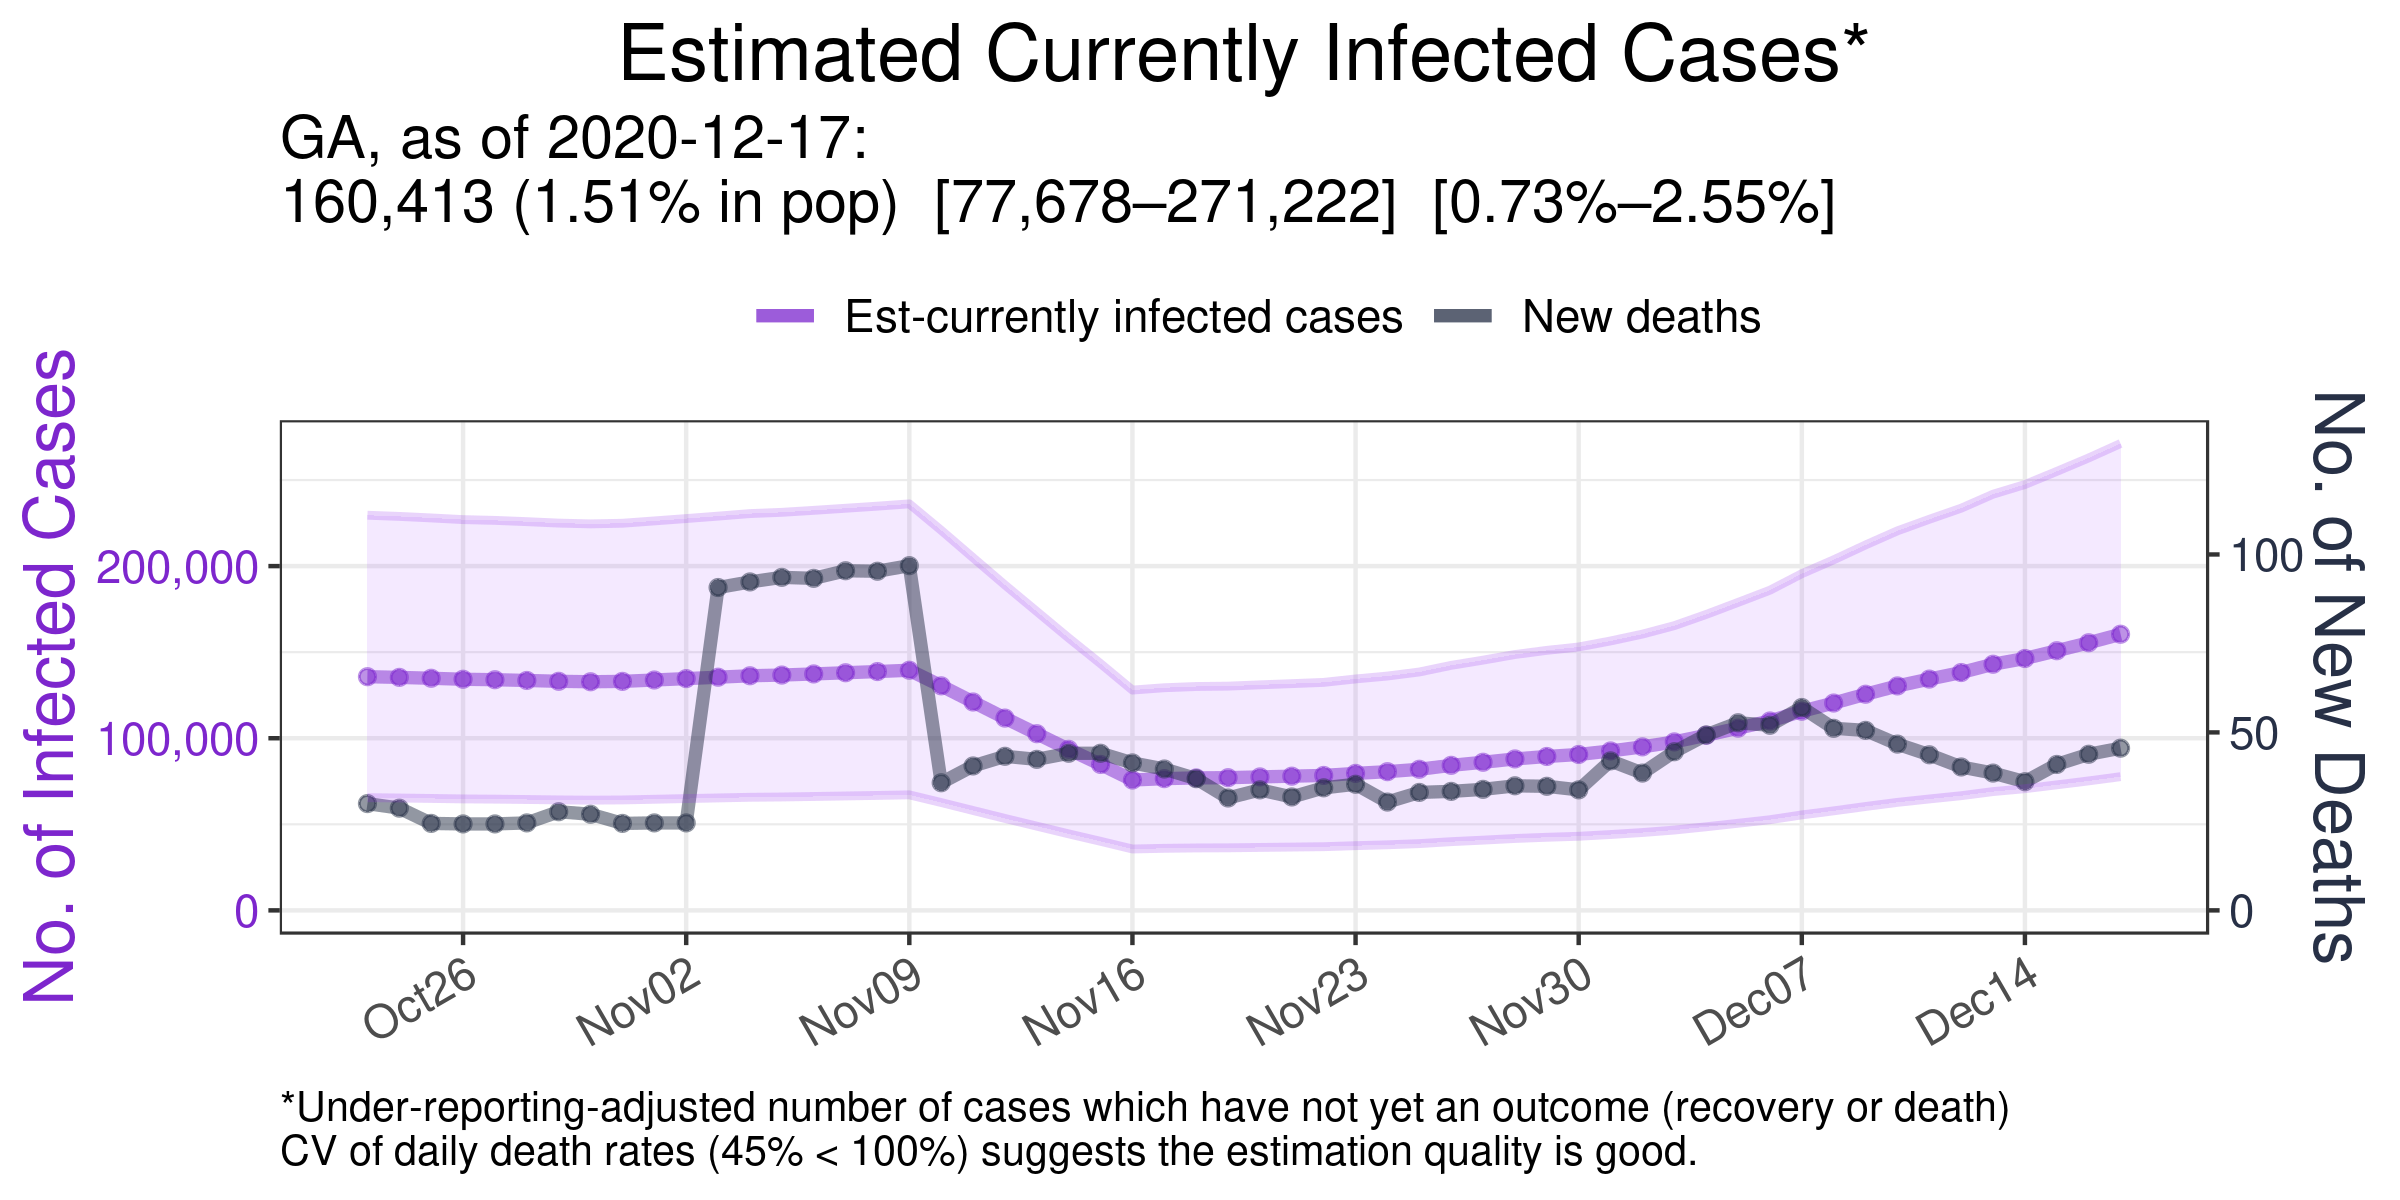 Estimated Currently Infected Cases*
GA, as of 2020-12-17:
160,413 (1.51% in pop)  [77,678–271,222]  [0.73%–2.55%]
Est-currently infected cases
New deaths
No. of Infected Cases
200,000
100,000
0
No. of New Deaths
100
50
0
Oct26
Nov02
Nov09
Nov16
Nov23
Nov30
Dec07
Dec14
*Under-reporting-adjusted number of cases which have not yet an outcome (recovery or death)
CV of daily death rates (45% < 100%) suggests the estimation quality is good.